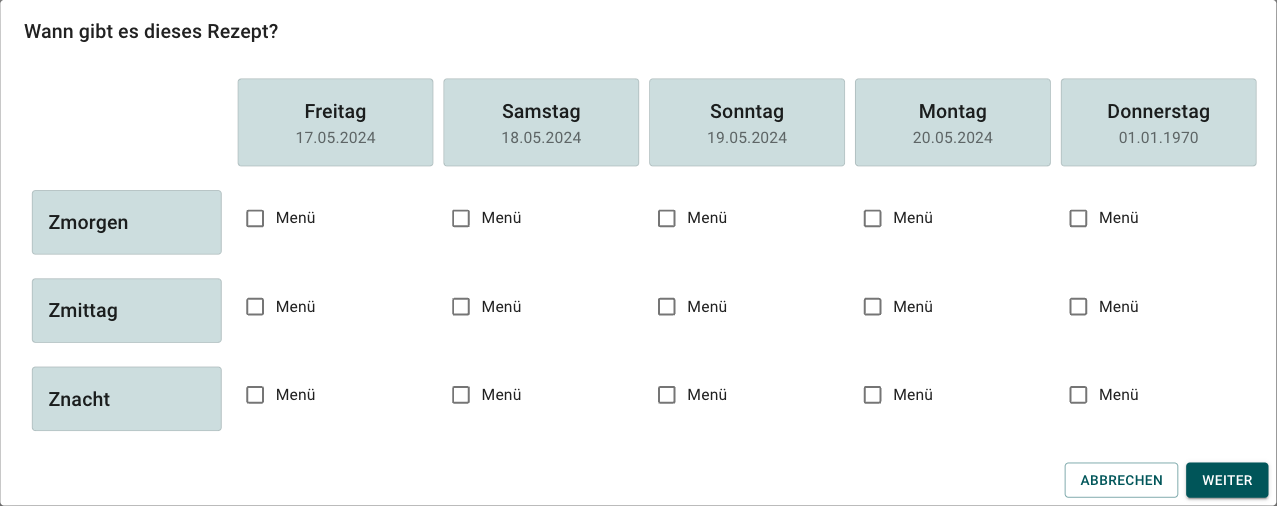 Wann gibt es dieses Rezept?
Freitag Samstag Sonntag Montag Donnerstag
17.05.2024 18.05.2024 19.05.2024 20.05.2024 01.01.1970
Zmorgen Menü Menü Menü Menü Menü
Zmittag Menü Menü Menü Menü Menü
Znacht Menü Menü Menü Menü Menü
ABBRECHEN WEITER